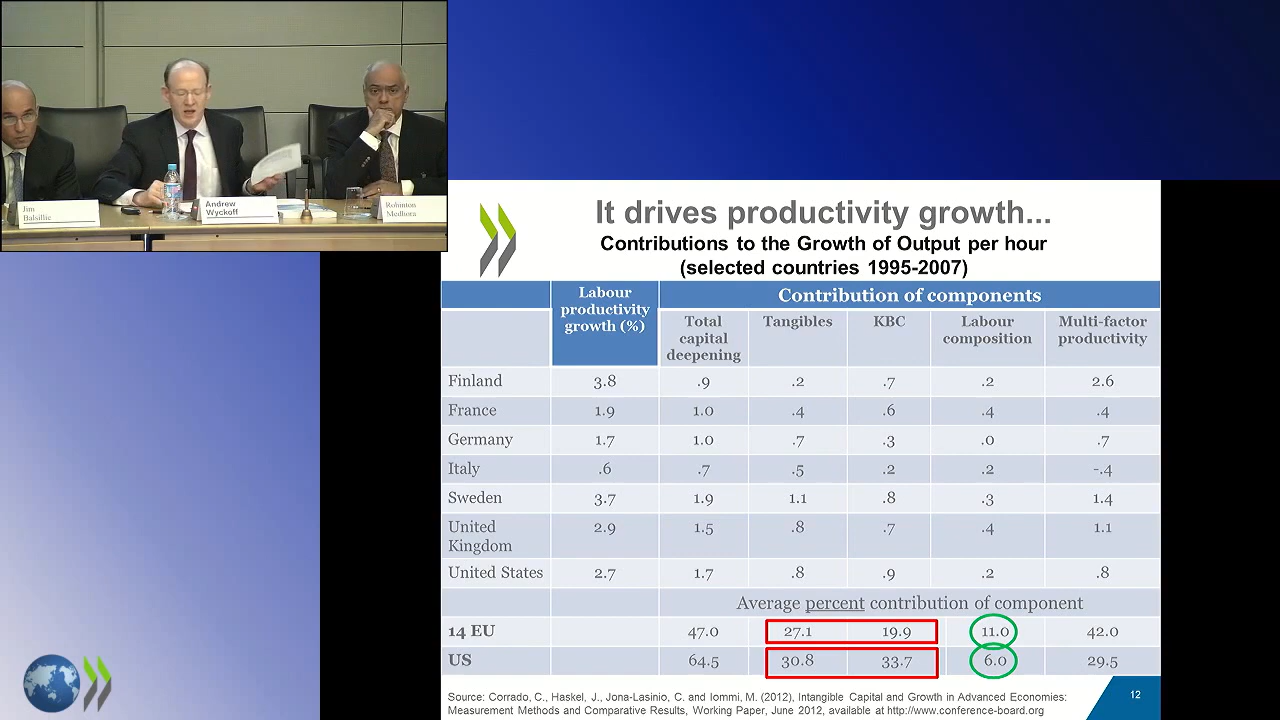 Jim
Balsillie
Andrew
Wyckoff
Rohinton
Medhora
It drives productivity growth...
Contributions to the Growth of Output per hour
(selected countries 1995-2007)
Labour
productivity
growth (%)
Contribution of components
Total
capital
deepening
Tangibles
KBC
Labour
composition
Multi-factor
productivity
Finland 3.8 .9 .2 .7 .2 2.6
France 1.9 1.0 .4 .6 .4 .4
Germany 1.7 1.0 .7 .3 .0 .7
Italy .6 .7 .5 .2 .2 -.4
Sweden 3.7 1.9 1.1 .8 .3 1.4
United
Kingdom 2.9 1.5 .8 .7 .4 1.1
United States 2.7 1.7 .8 .9 .2 .8
Average percent contribution of component
14 EU 47.0 27.1 19.9 11.0 42.0
US 64.5 30.8 33.7 6.0 29.5
Source: Corrado, C., Haskel, J., Jona-Lasinio, C. and Iommi, M. (2012), Intangible Capital and Growth in Advanced Economies:
Measurement Methods and Comparative Results, Working Paper, June 2012, available at http://www.conference-board.org
12